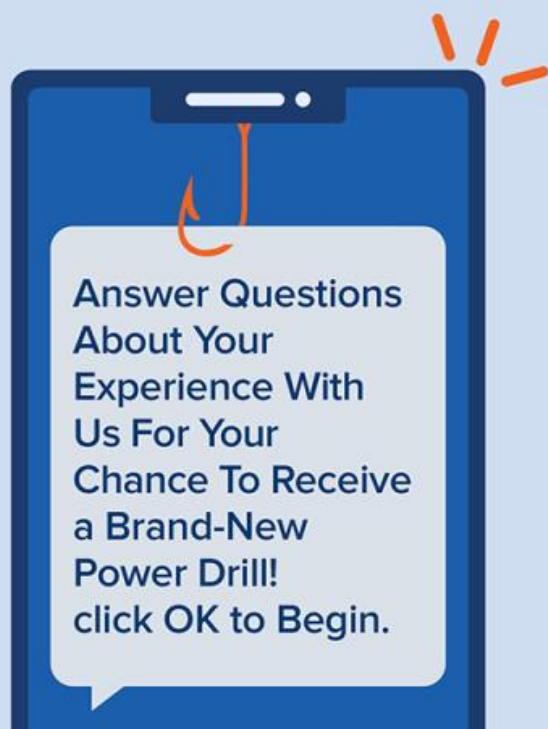 Answer Questions
About Your
Experience With
Us For Your
Chance To Receive
a Brand-New
Power Drill!
click OK to Begin.